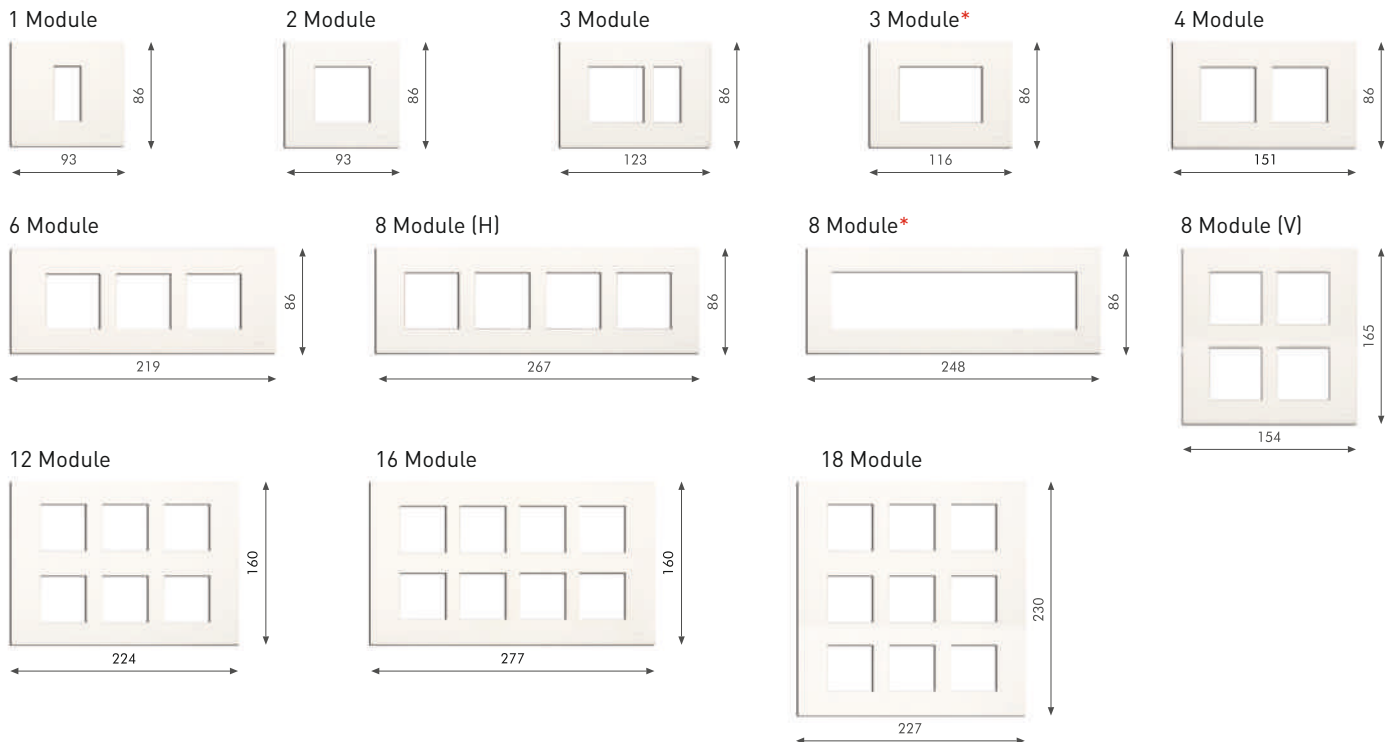 1 Module
2 Module
3 Module
3 Module*
4 Module
86
86
86
86
86
93
93
123
116
151
6 Module
8 Module (H)
8 Module*
8 Module (V)
86
86
86
165
219
267
248
154
12 Module
16 Module
18 Module
160
160
230
224
277
227